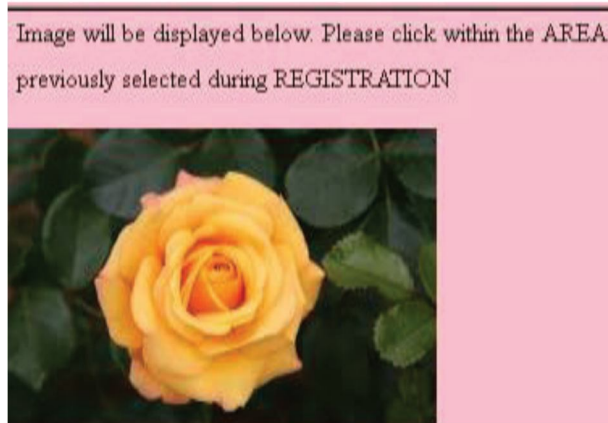 Image will be displayed below. Please click within the AREA
previously selected during REGISTRATION